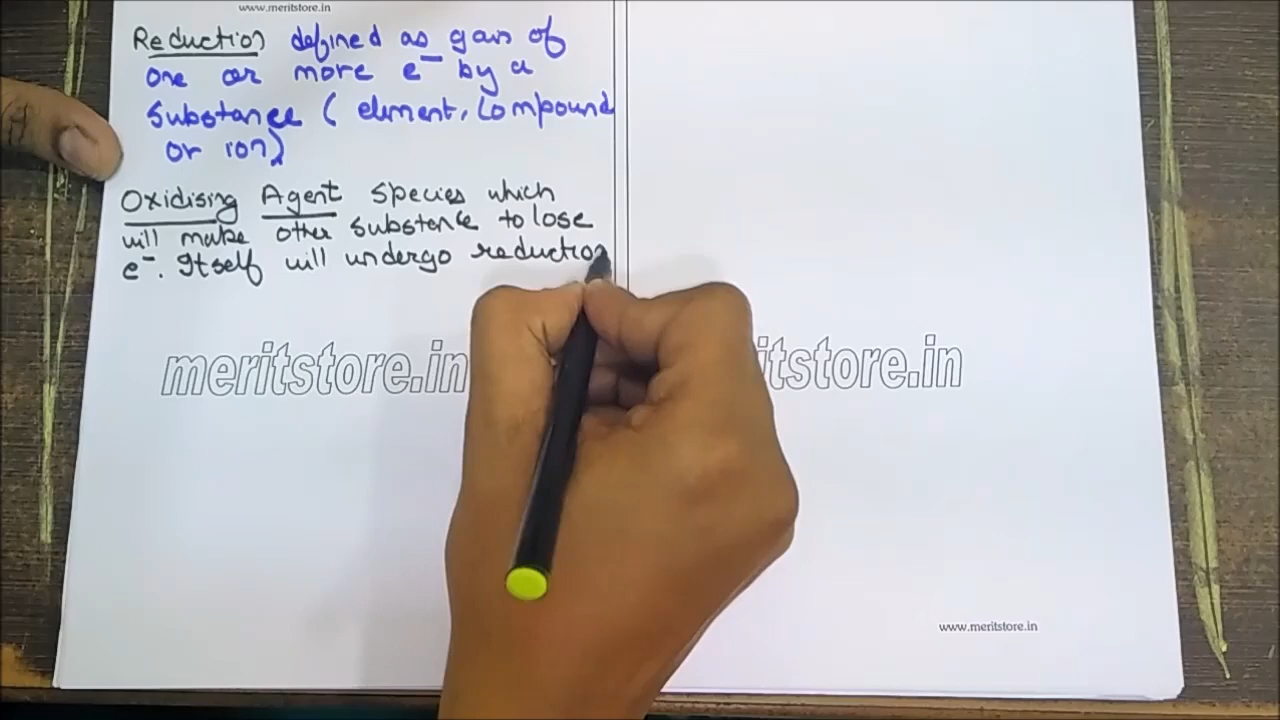 www.meritstore.in
Reduction defined as gain of
one or more e⁻ by a
substance ( element, compound
or ion)
Oxidising Agent species which
will make other substance to lose
e⁻. Itself will undergo reduction
meritstore.in
itstore.in
www.meritstore.in